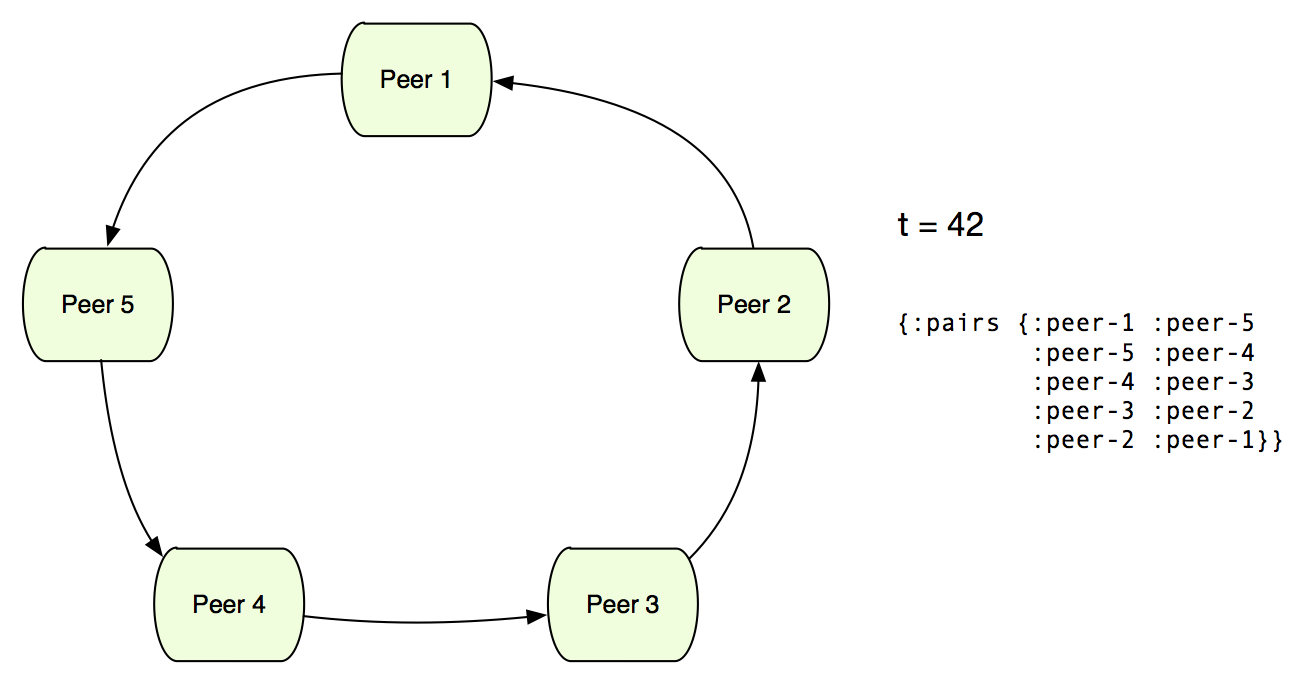 Peer 1
Peer 5
Peer 2
Peer 4
Peer 3
t = 42
{:pairs {:peer-1 :peer-5
:peer-5 :peer-4
:peer-4 :peer-3
:peer-3 :peer-2
:peer-2 :peer-1}}